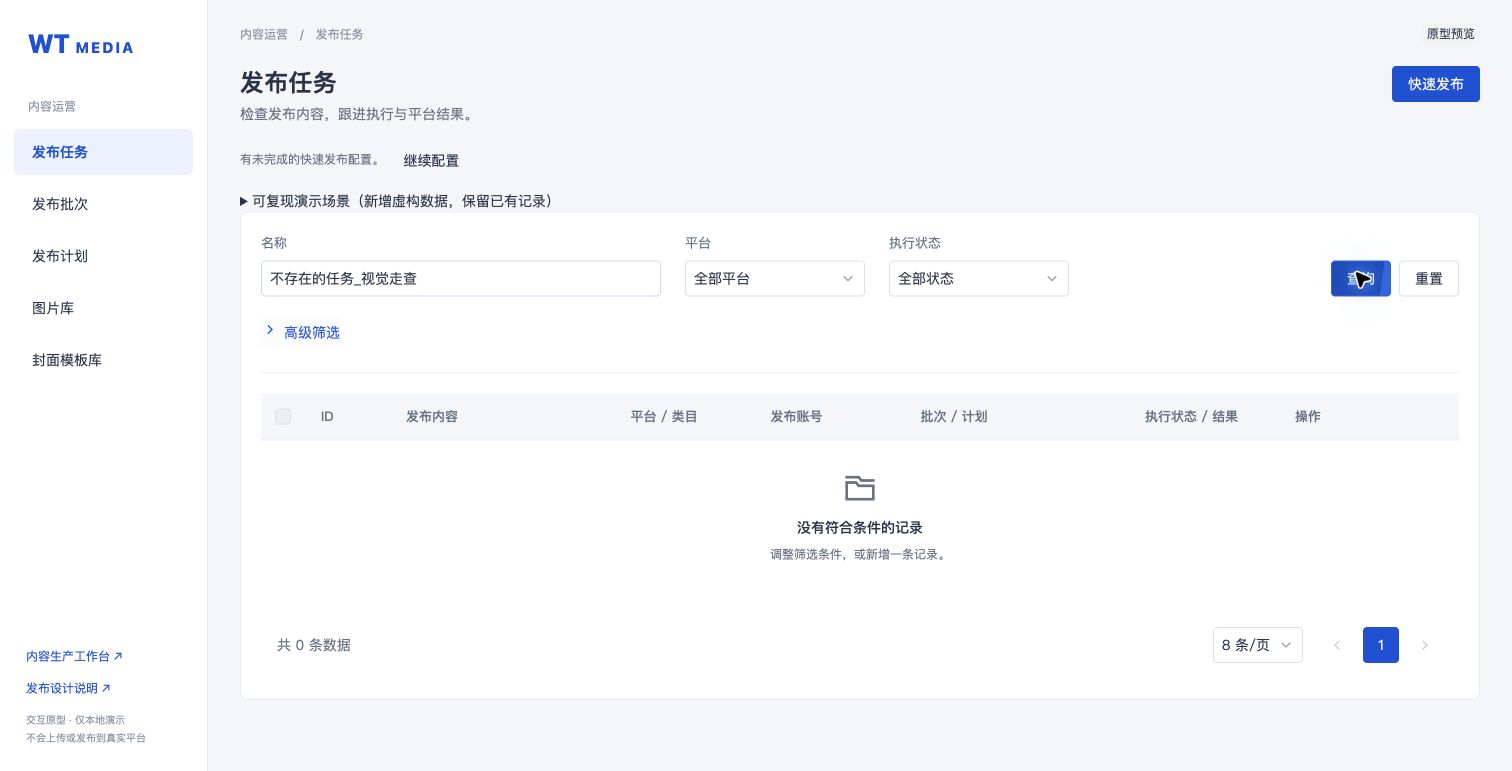 WT MEDIA
内容运营
发布任务
发布批次
发布计划
图片库
封面模板库
内容生产工作台 ↗
发布设计说明 ↗
交互原型 · 仅本地演示
不会上传或发布到真实平台
内容运营 / 发布任务
原型预览
发布任务
快速发布
检查发布内容，跟进执行与平台结果。
有未完成的快速发布配置。 继续配置
▶ 可复现演示场景（新增虚构数据，保留已有记录）
名称 平台 执行状态
不存在的任务_视觉走查 全部平台 全部状态 重置
高级筛选
ID 发布内容 平台 / 类目 发布账号 批次 / 计划 执行状态 / 结果 操作
没有符合条件的记录
调整筛选条件，或新增一条记录。
共 0 条数据 8 条/页 1